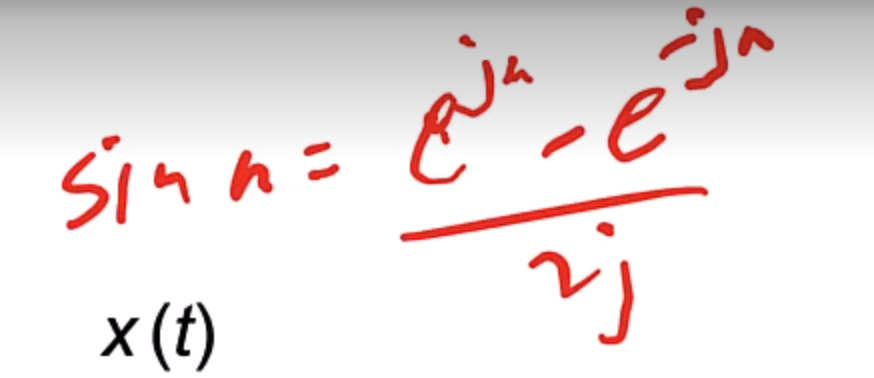 sin n = (e^{jn} - e^{-jn}) / 2j
x(t)